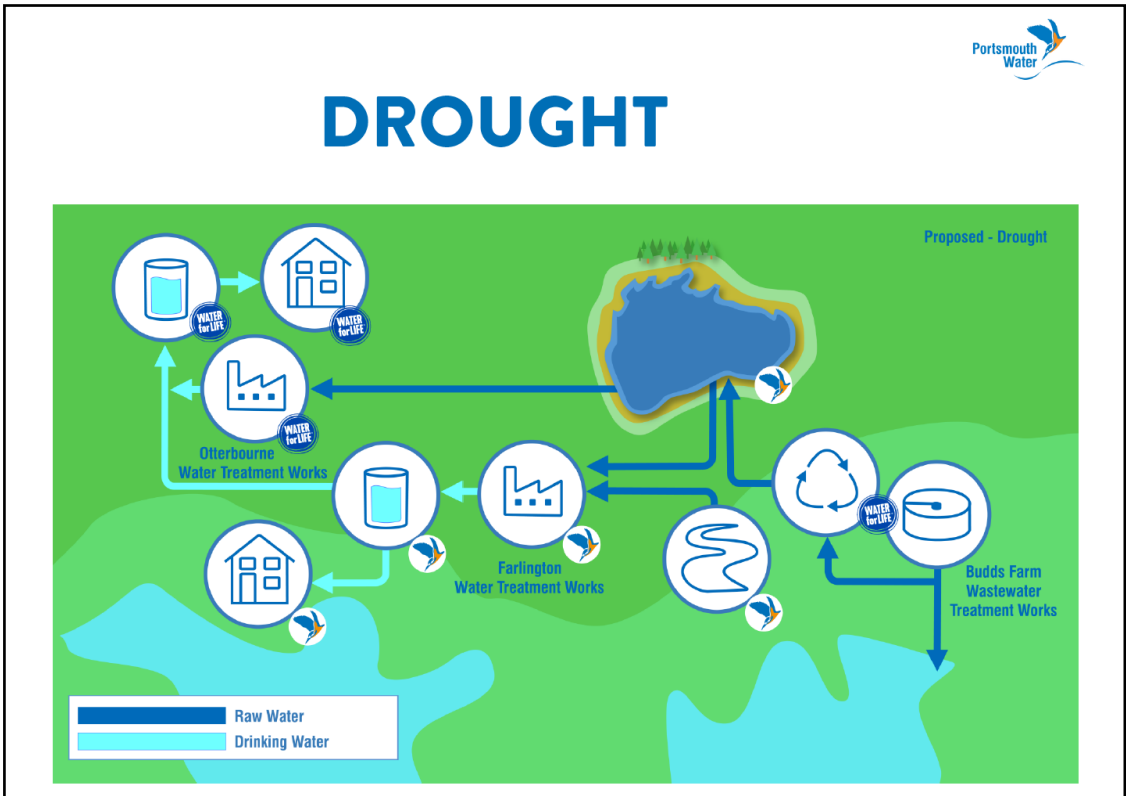 Portsmouth
Water
DROUGHT
Proposed - Drought
WATER
for LIFE
WATER
for LIFE
WATER
for LIFE
Otterbourne
Water Treatment Works
WATER
for LIFE
Farlington
Water Treatment Works
Budds Farm
Wastewater
Treatment Works
Raw Water
Drinking Water